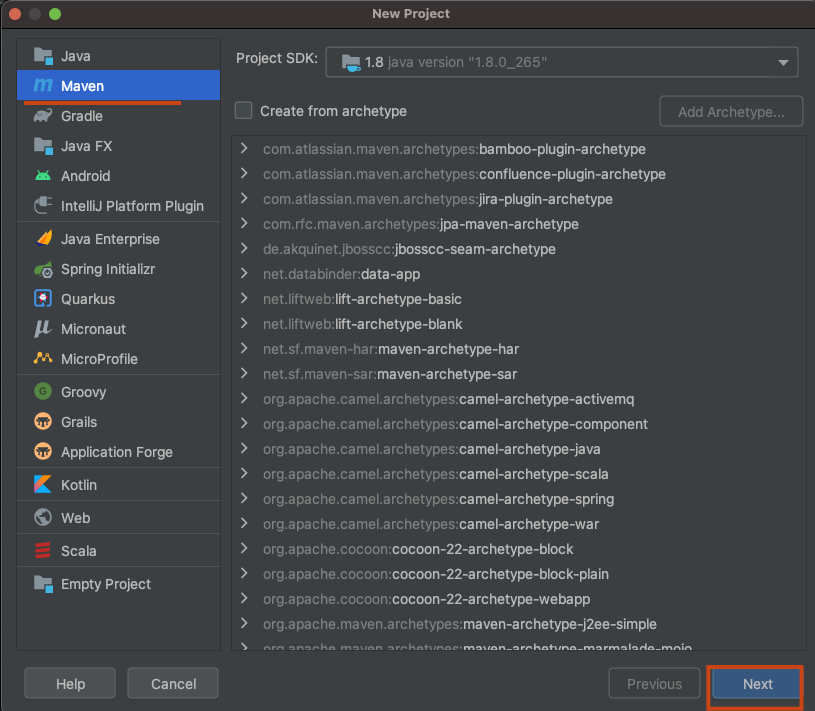 New Project
Java
Maven
Gradle
Java FX
Android
IntelliJ Platform Plugin
Java Enterprise
Spring Initializr
Quarkus
Micronaut
MicroProfile
Groovy
Grails
Application Forge
Kotlin
Web
Scala
Empty Project
Project SDK: 1.8 java version "1.8.0_265"
Create from archetype Add Archetype...
com.atlassian.maven.archetypes:bamboo-plugin-archetype
com.atlassian.maven.archetypes:confluence-plugin-archetype
com.atlassian.maven.archetypes:jira-plugin-archetype
com.rfc.maven.archetypes:jpa-maven-archetype
de.akquinet.jbosscc:jbosscc-seam-archetype
net.databinder:data-app
net.liftweb:lift-archetype-basic
net.liftweb:lift-archetype-blank
net.sf.maven-har:maven-archetype-har
net.sf.maven-sar:maven-archetype-sar
org.apache.camel.archetypes:camel-archetype-activemq
org.apache.camel.archetypes:camel-archetype-component
org.apache.camel.archetypes:camel-archetype-java
org.apache.camel.archetypes:camel-archetype-scala
org.apache.camel.archetypes:camel-archetype-spring
org.apache.camel.archetypes:camel-archetype-war
org.apache.cocoon:cocoon-22-archetype-block
org.apache.cocoon:cocoon-22-archetype-block-plain
org.apache.cocoon:cocoon-22-archetype-webapp
org.apache.maven.archetypes:maven-archetype-j2ee-simple
org.apache.maven.archetypes:maven-archetype-marmalade-mojo
Help Cancel Previous Next